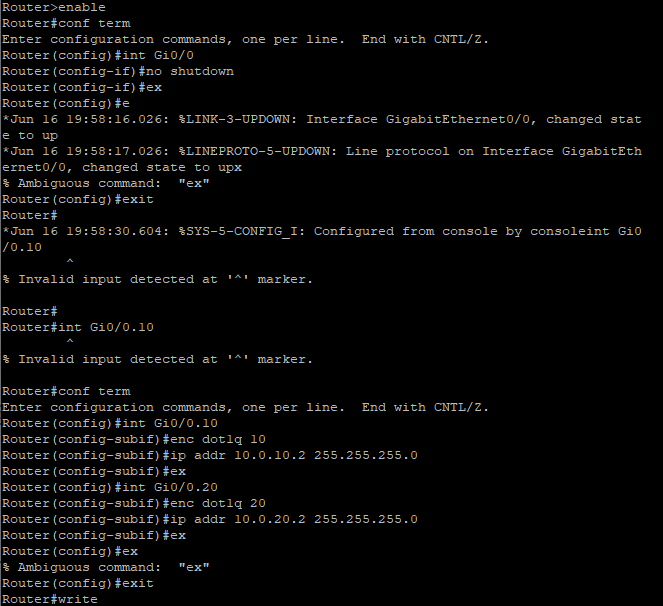 Router>enable
Router#conf term
Enter configuration commands, one per line.  End with CNTL/Z.
Router(config)#int Gi0/0
Router(config-if)#no shutdown
Router(config-if)#ex
Router(config)#e
*Jun 16 19:58:16.026: %LINK-3-UPDOWN: Interface GigabitEthernet0/0, changed stat
e to up
*Jun 16 19:58:17.026: %LINEPROTO-5-UPDOWN: Line protocol on Interface GigabitEth
ernet0/0, changed state to upx
% Ambiguous command:  "ex"
Router(config)#exit
Router#
*Jun 16 19:58:30.604: %SYS-5-CONFIG_I: Configured from console by consoleint Gi0
/0.10
        ^
% Invalid input detected at '^' marker.

Router#
Router#int Gi0/0.10
        ^
% Invalid input detected at '^' marker.

Router#conf term
Enter configuration commands, one per line.  End with CNTL/Z.
Router(config)#int Gi0/0.10
Router(config-subif)#enc dot1q 10
Router(config-subif)#ip addr 10.0.10.2 255.255.255.0
Router(config-subif)#ex
Router(config)#int Gi0/0.20
Router(config-subif)#enc dot1q 20
Router(config-subif)#ip addr 10.0.20.2 255.255.255.0
Router(config-subif)#ex
Router(config)#ex
% Ambiguous command:  "ex"
Router(config)#exit
Router#write